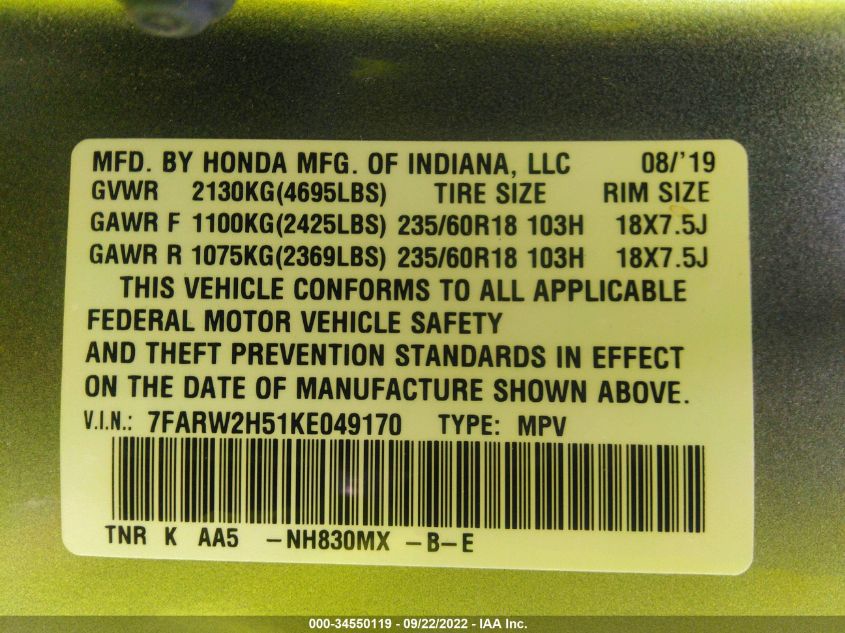 MFD. BY HONDA MFG. OF INDIANA, LLC 08/'19
GVWR 2130KG(4695LBS) TIRE SIZE RIM SIZE
GAWR F 1100KG(2425LBS) 235/60R18 103H 18X7.5J
GAWR R 1075KG(2369LBS) 235/60R18 103H 18X7.5J
THIS VEHICLE CONFORMS TO ALL APPLICABLE
FEDERAL MOTOR VEHICLE SAFETY
AND THEFT PREVENTION STANDARDS IN EFFECT
ON THE DATE OF MANUFACTURE SHOWN ABOVE.
V.I.N.: 7FARW2H51KE049170 TYPE: MPV
TNR K AA5 -NH830MX -B-E
000-34550119 - 09/22/2022 - IAA Inc.